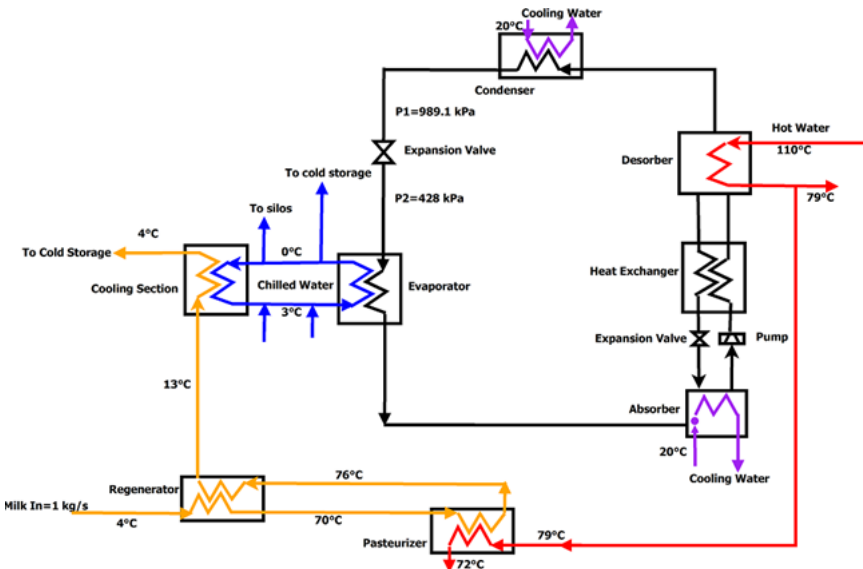 Cooling Water
20°C
Condenser
P1=989.1 kPa
Hot Water
110°C
Expansion Valve
Desorber
To cold storage
P2=428 kPa
79°C
To silos
4°C
To Cold Storage
0°C
Heat Exchanger
Cooling Section
Chilled Water
Evaporator
3°C
Expansion Valve
Pump
13°C
Absorber
20°C
Cooling Water
76°C
Regenerator
Milk In=1 kg/s
4°C
70°C
Pasteurizer
79°C
72°C